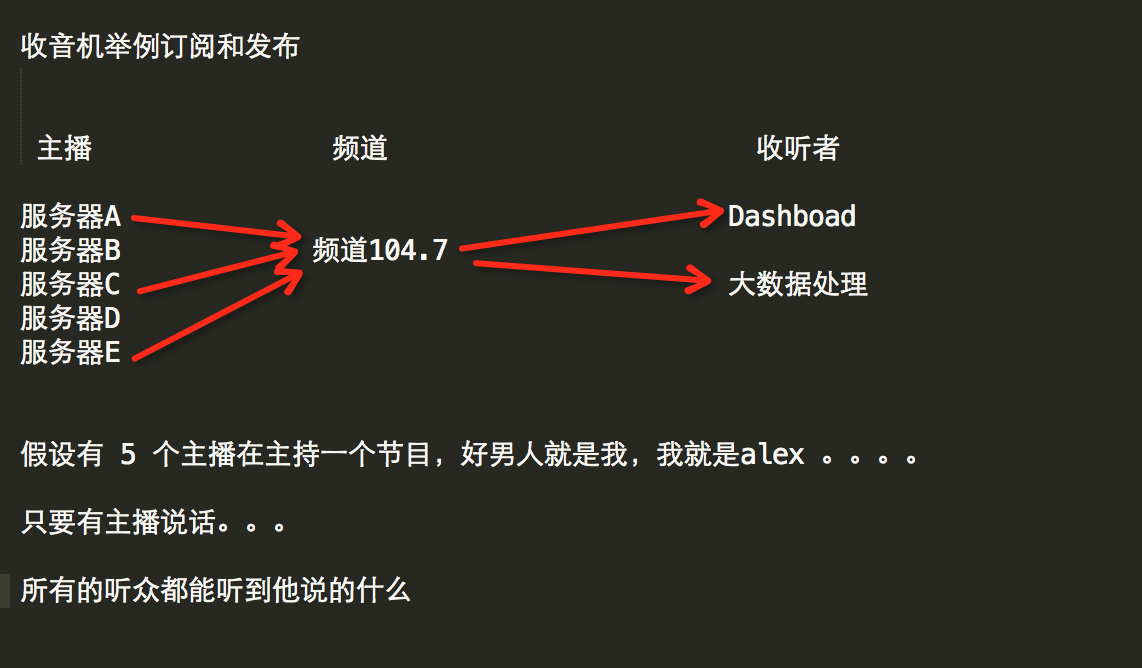 收音机举例订阅和发布
主播 频道 收听者
服务器A Dashboad
服务器B 频道104.7
服务器C 大数据处理
服务器D
服务器E
假设有 5 个主播在主持一个节目，好男人就是我，我就是alex 。。。。
只要有主播说话。。。
所有的听众都能听到他说的什么